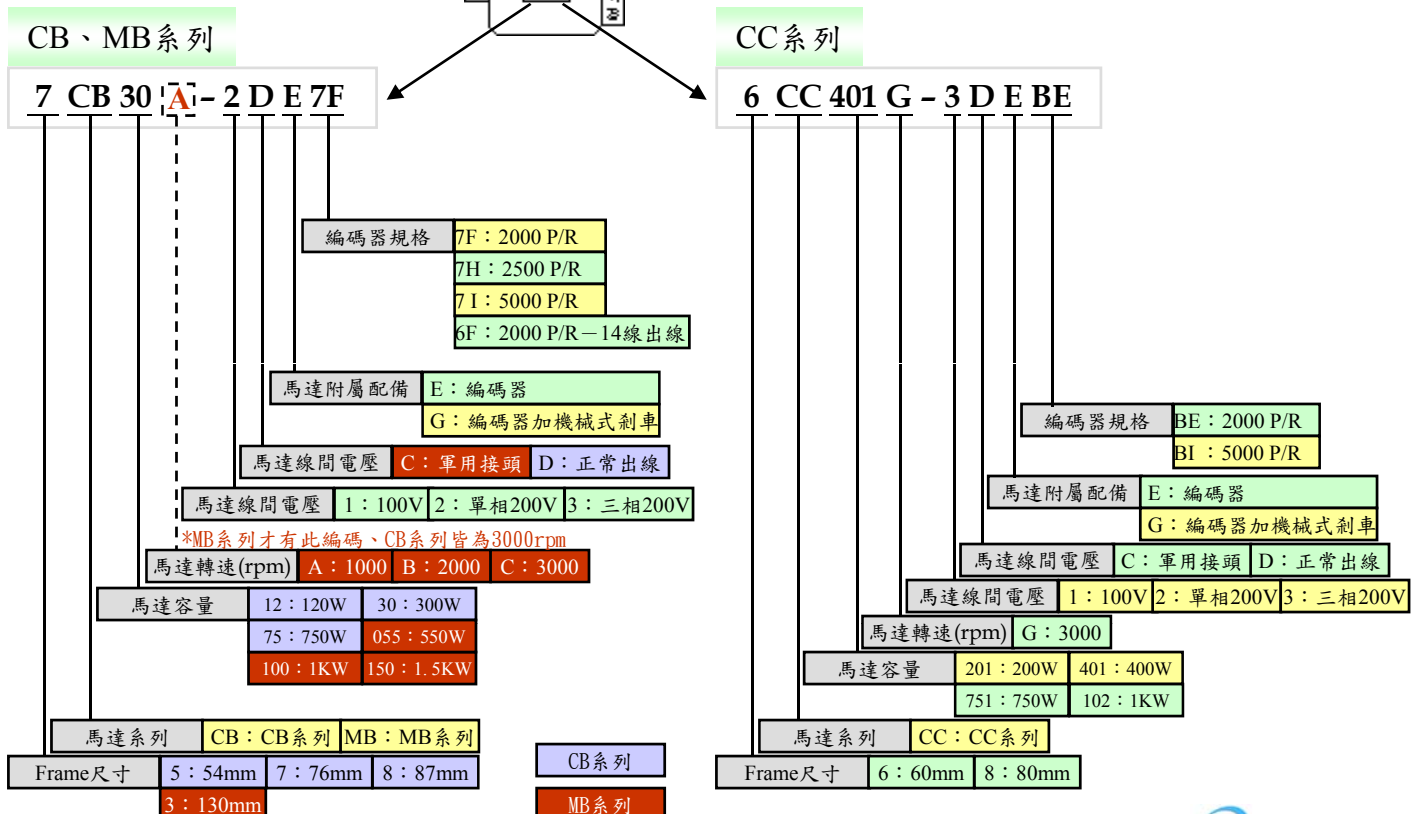 CB、MB系列
7 CB 30 A – 2 D E 7F
編碼器規格 7F：2000 P/R
7H：2500 P/R
7 I：5000 P/R
6F：2000 P/R－14線出線
馬達附屬配備 E：編碼器
G：編碼器加機械式剎車
馬達線間電壓 C：軍用接頭 D：正常出線
馬達線間電壓 1：100V 2：單相200V 3：三相200V
*MB系列才有此編碼、CB系列皆為3000rpm
馬達轉速(rpm) A：1000 B：2000 C：3000
馬達容量 12：120W 30：300W
75：750W 055：550W
100：1KW 150：1.5KW
馬達系列 CB：CB系列 MB：MB系列
Frame尺寸 5：54mm 7：76mm 8：87mm
3：130mm
CB系列
MB系列
CC系列
6 CC 401 G – 3 D E BE
編碼器規格 BE：2000 P/R
BI ：5000 P/R
馬達附屬配備 E：編碼器
G：編碼器加機械式剎車
馬達線間電壓 C：軍用接頭 D：正常出線
馬達線間電壓 1：100V 2：單相200V 3：三相200V
馬達轉速(rpm) G：3000
馬達容量 201：200W 401：400W
751：750W 102：1KW
馬達系列 CC：CC系列
Frame尺寸 6：60mm 8：80mm